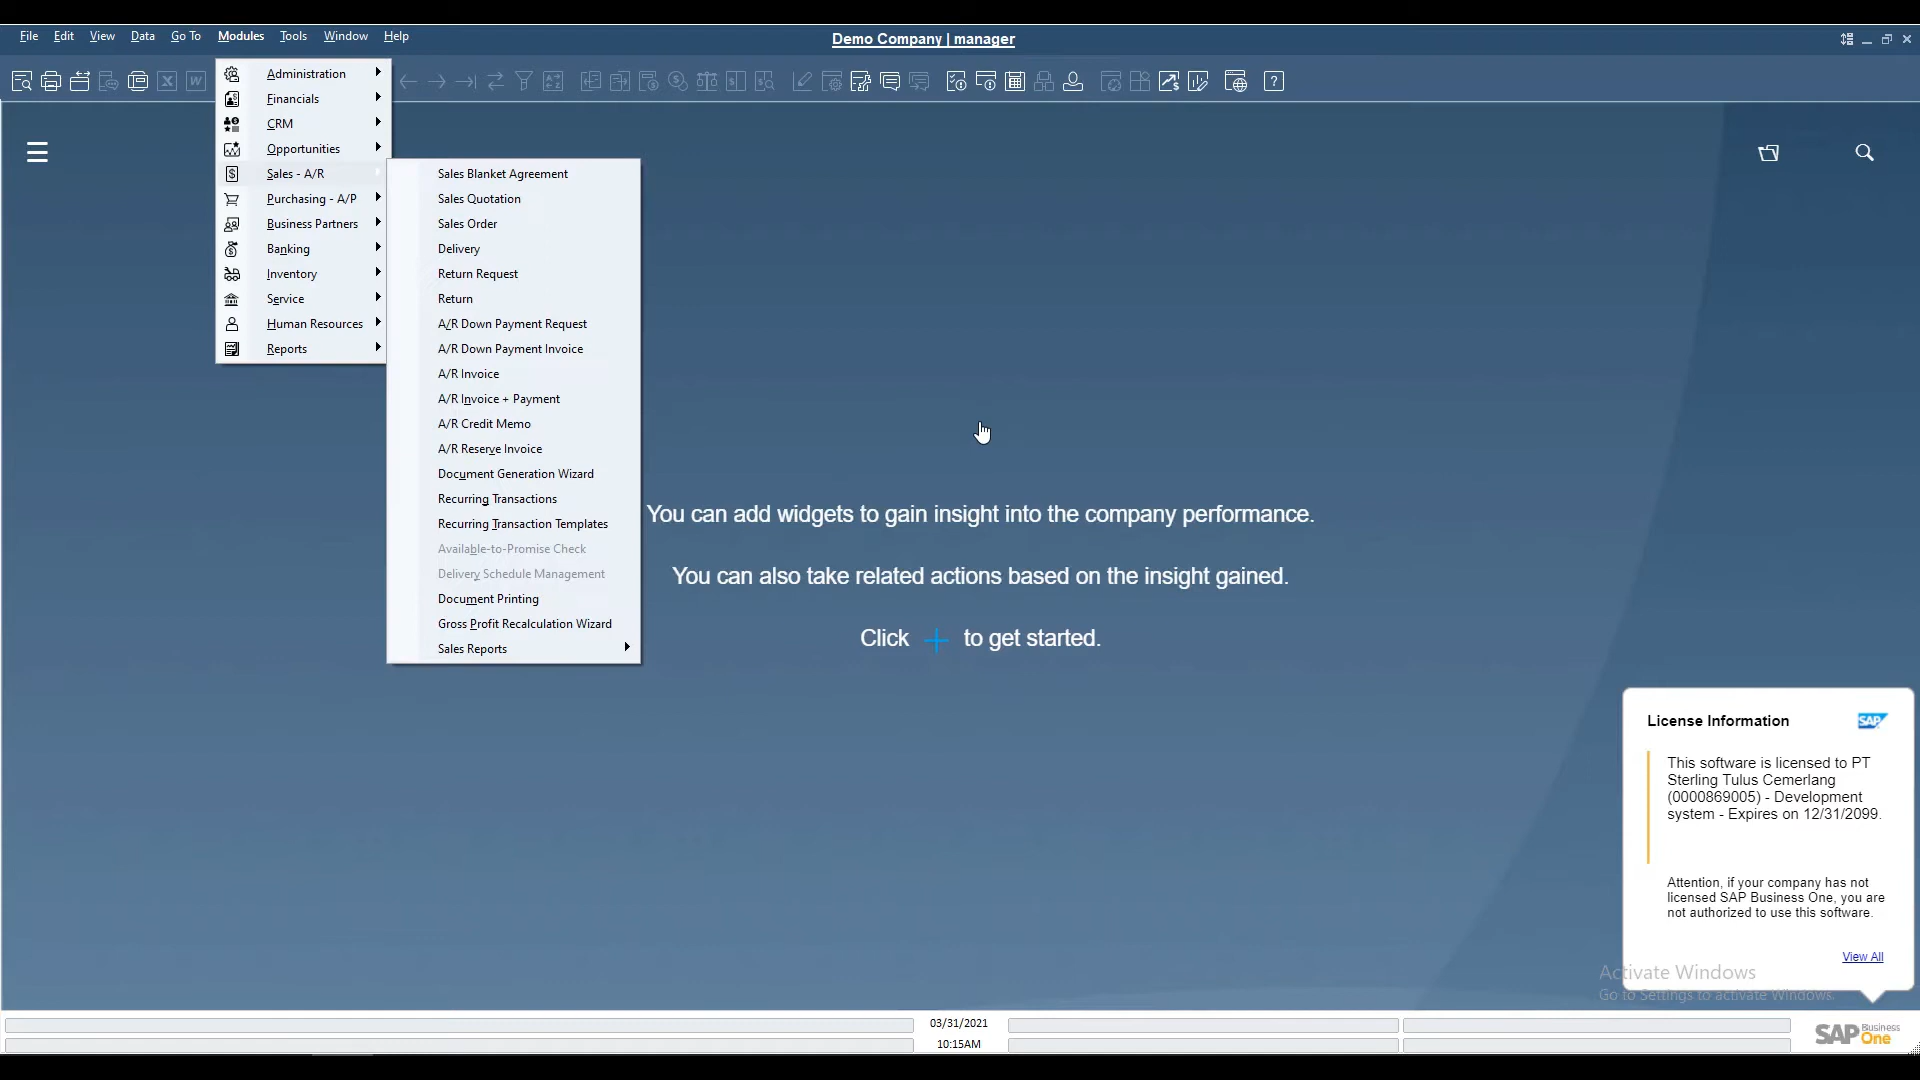 File Edit View Data Go To Modules Tools Window Help
Demo Company | manager
Administration
Financials
CRM
Opportunities
Sales - A/R
Purchasing - A/P
Business Partners
Banking
Inventory
Service
Human Resources
Reports
Sales Blanket Agreement
Sales Quotation
Sales Order
Delivery
Return Request
Return
A/R Down Payment Request
A/R Down Payment Invoice
A/R Invoice
A/R Invoice + Payment
A/R Credit Memo
A/R Reserve Invoice
Document Generation Wizard
Recurring Transactions
Recurring Transaction Templates
Available-to-Promise Check
Delivery Schedule Management
Document Printing
Gross Profit Recalculation Wizard
Sales Reports
You can add widgets to gain insight into the company performance.
You can also take related actions based on the insight gained.
Click + to get started.
License Information
SAP
This software is licensed to PT
Sterling Tulus Cemerlang
(0000869005) - Development
system - Expires on 12/31/2099.
Attention, if your company has not
licensed SAP Business One, you are
not authorized to use this software.
View All
Activate Windows
Go to Settings to activate Windows.
03/31/2021
10:15AM
SAP Business One